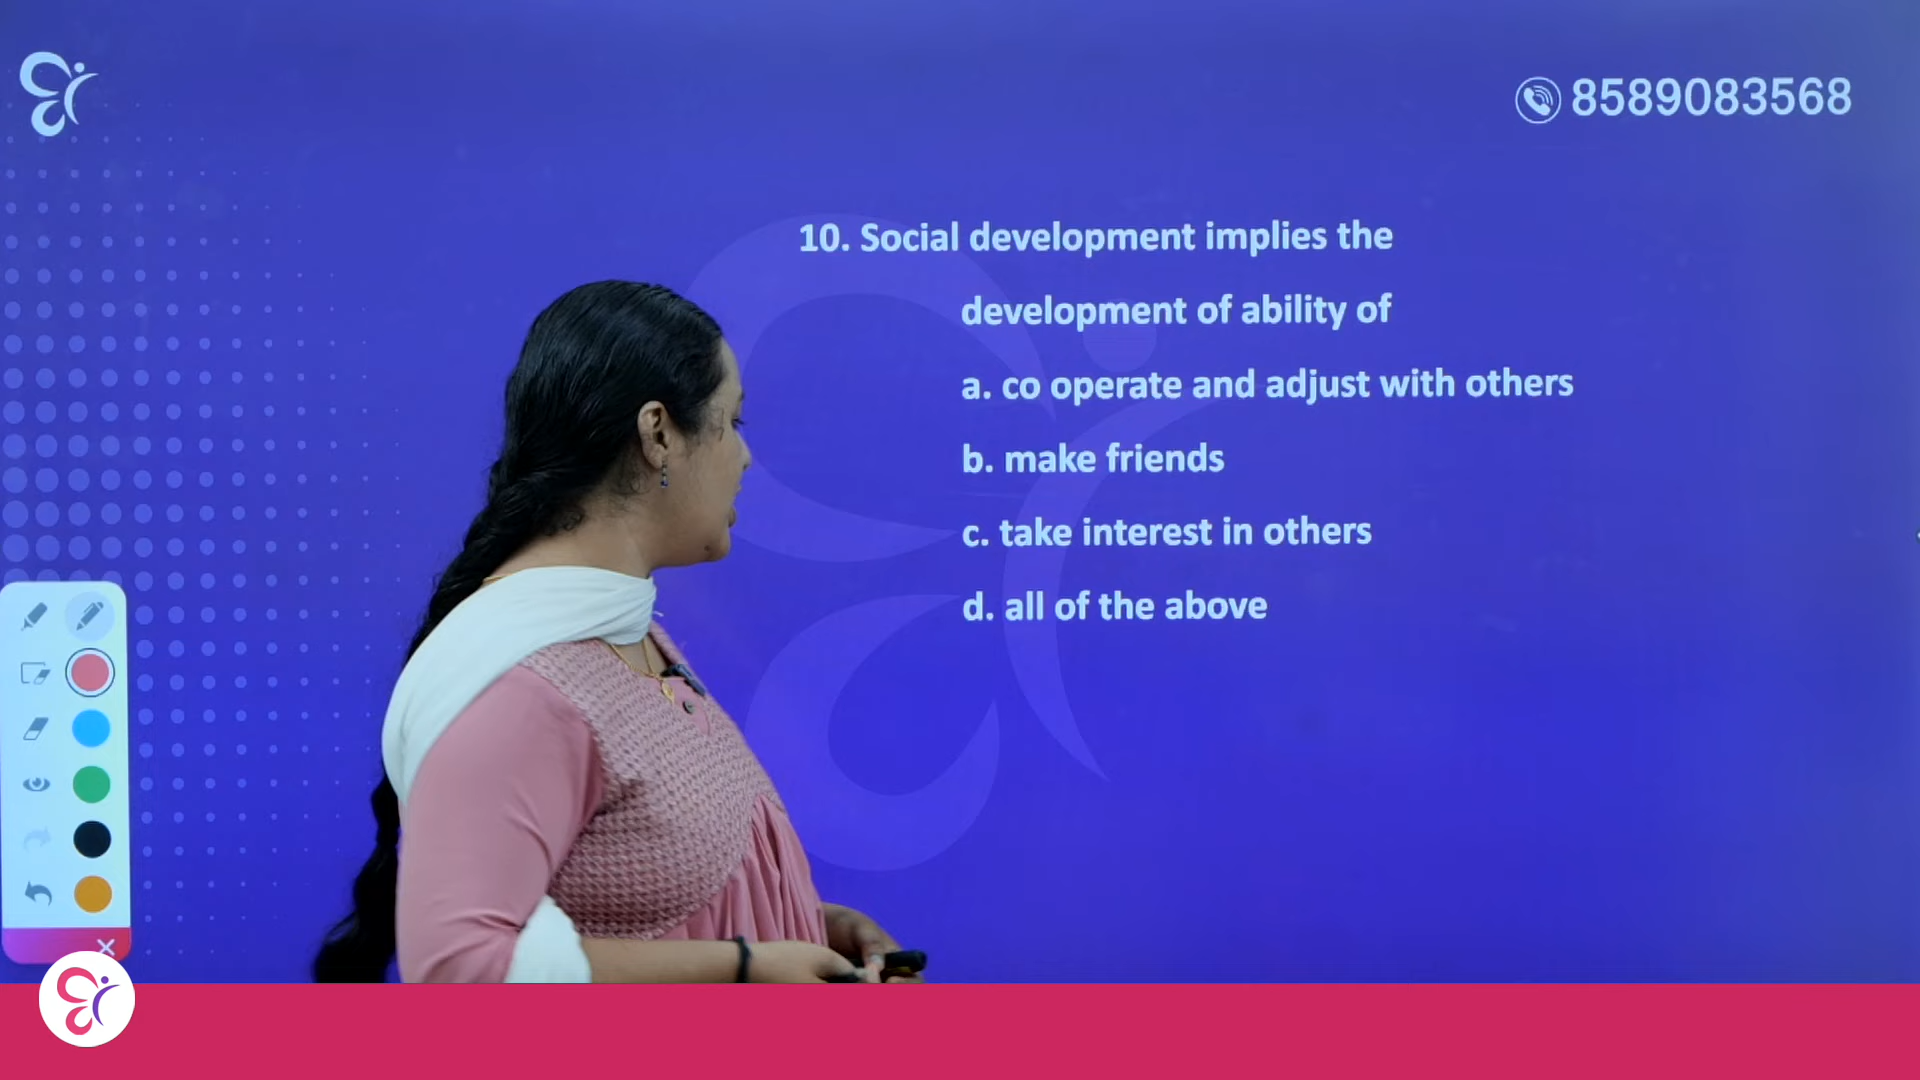 8589083568
10. Social development implies the
development of ability of
a. co operate and adjust with others
b. make friends
c. take interest in others
d. all of the above